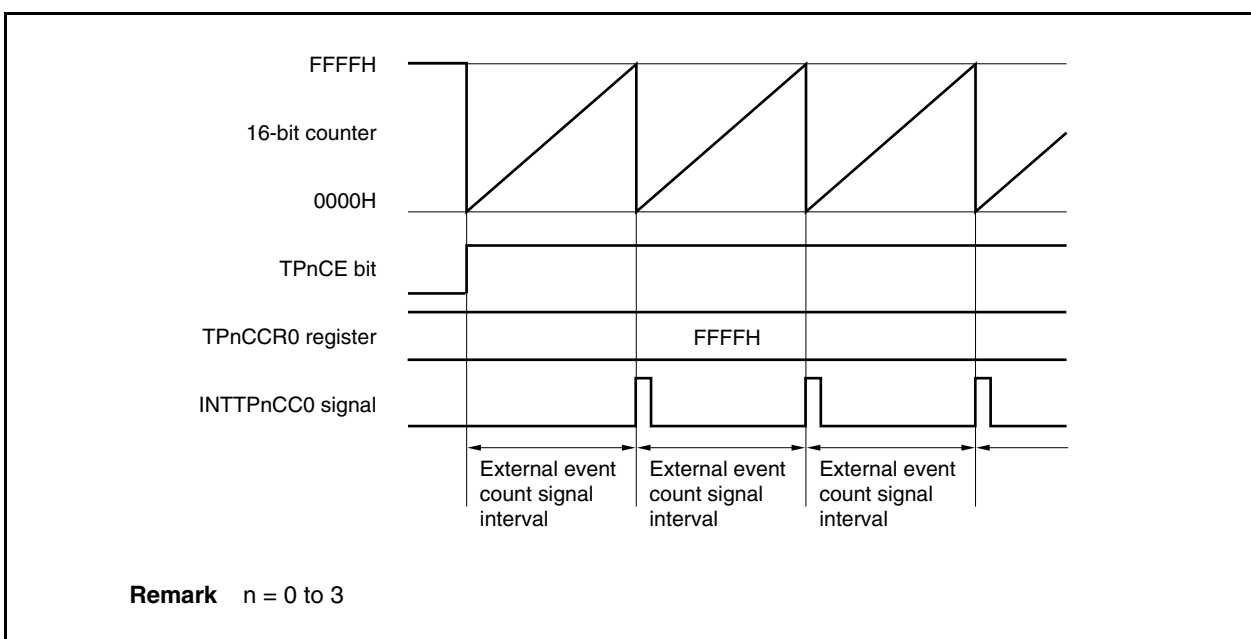 FFFFH
16-bit counter
0000H
TPnCE bit
TPnCCR0 register
FFFFH
INTTPnCC0 signal
External event
count signal
interval
External event
count signal
interval
External event
count signal
interval
Remark n = 0 to 3